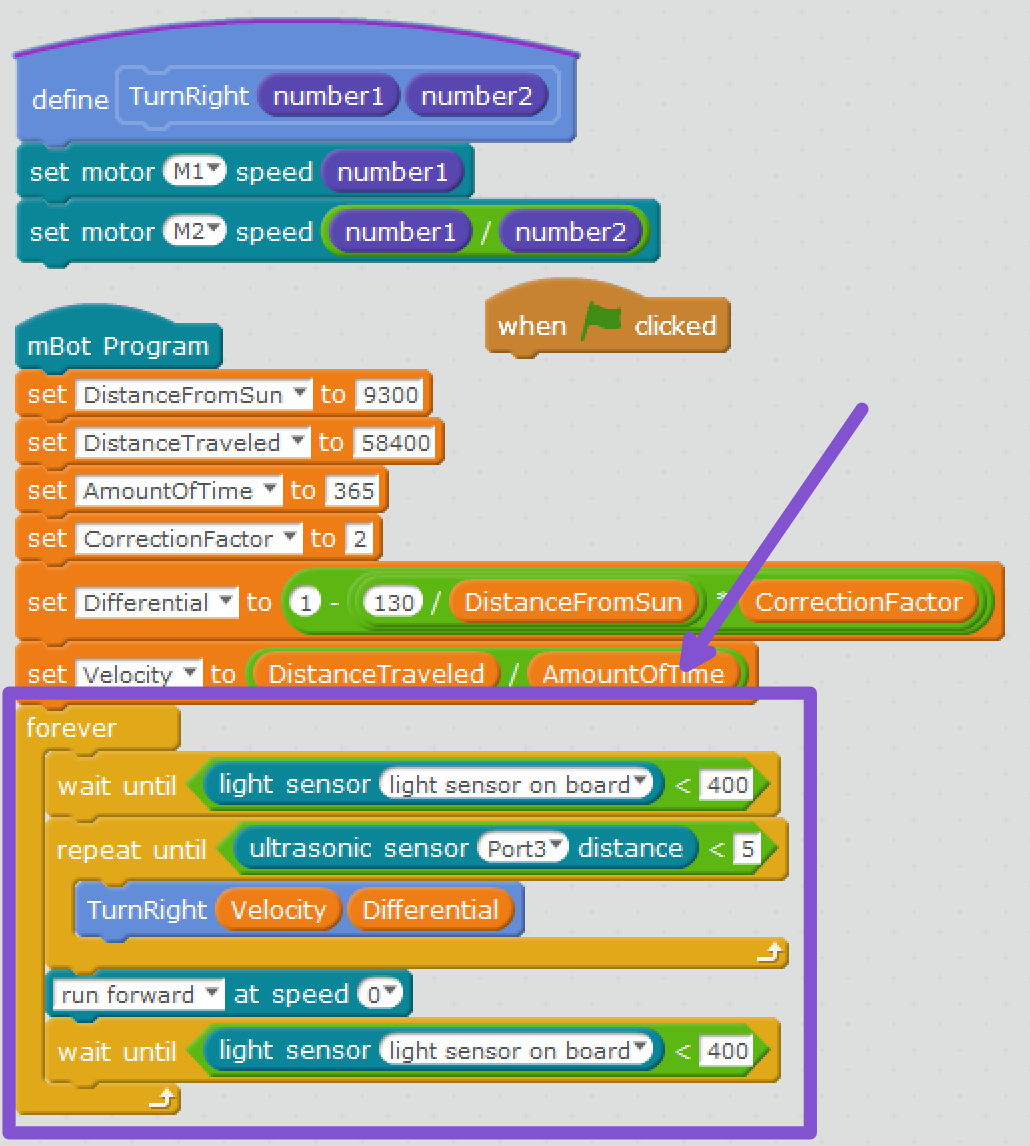 define TurnRight number1 number2
set motor M1 speed number1
set motor M2 speed number1 / number2
when clicked
mBot Program
set DistanceFromSun to 9300
set DistanceTraveled to 58400
set AmountOfTime to 365
set CorrectionFactor to 2
set Differential to 1 - 130 / DistanceFromSun * CorrectionFactor
set Velocity to DistanceTraveled / AmountOfTime
forever
wait until light sensor light sensor on board < 400
repeat until ultrasonic sensor Port3 distance < 5
TurnRight Velocity Differential
run forward at speed 0
wait until light sensor light sensor on board < 400